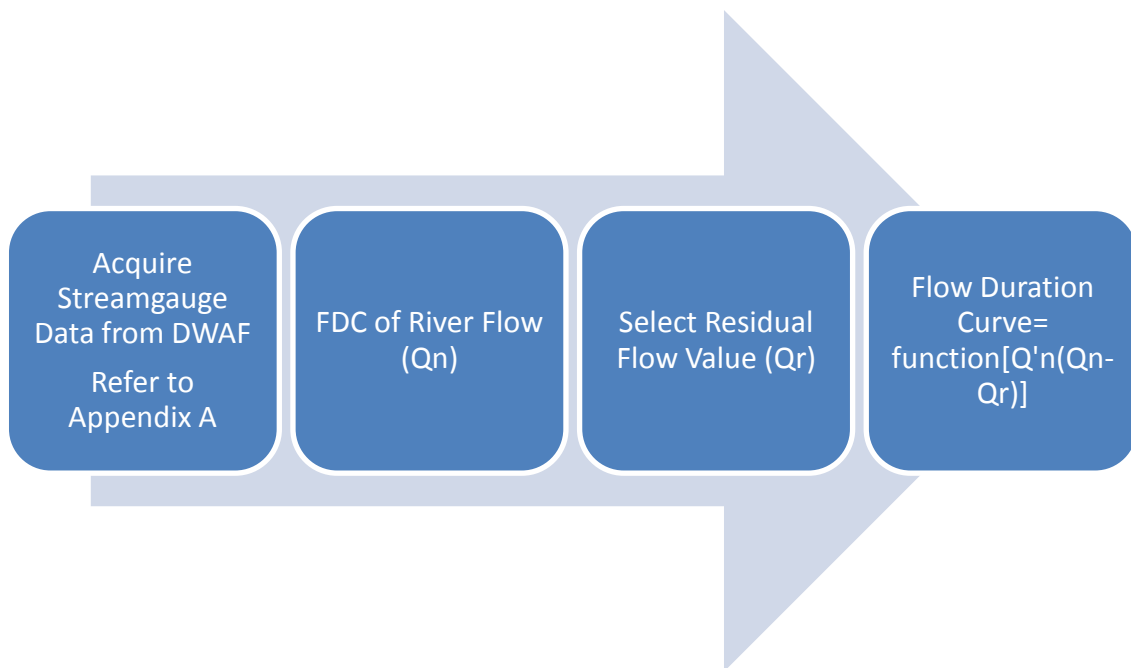 Acquire
Streamgauge
Data from DWAF
Refer to
Appendix A
FDC of River Flow
(Qn)
Select Residual
Flow Value (Qr)
Flow Duration
Curve=
function[Q'n(Qn-
Qr)]